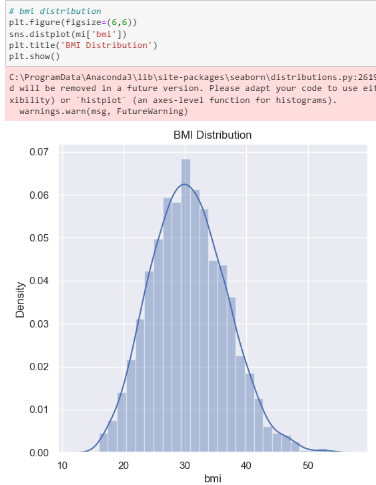 # bmi distribution
plt.figure(figsize=(6,6))
sns.distplot(mi['bmi'])
plt.title('BMI Distribution')
plt.show()
C:\ProgramData\Anaconda3\lib\site-packages\seaborn\distributions.py:2619
d will be removed in a future version. Please adapt your code to use eit
xibility) or `histplot` (an axes-level function for histograms).
warnings.warn(msg, FutureWarning)
BMI Distribution
0.07
0.06
0.05
0.04
0.03
0.02
0.01
0.00
Density
10 20 30 40 50
bmi